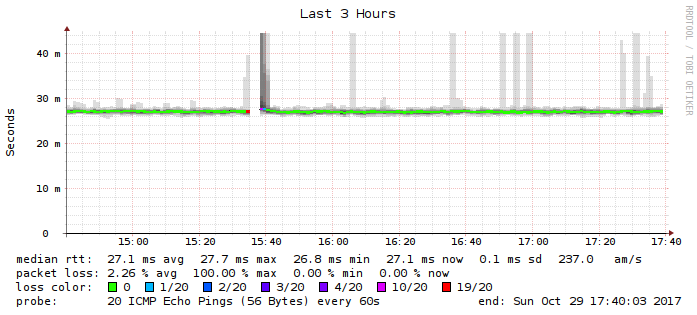 Last 3 Hours
RRDTOOL / TOBI OETIKER
Seconds
40 m
30 m
20 m
10 m
0
15:00 15:20 15:40 16:00 16:20 16:40 17:00 17:20 17:40
median rtt: 27.1 ms avg 27.7 ms max 26.8 ms min 27.1 ms now 0.1 ms sd 237.0 am/s
packet loss: 2.26 % avg 100.00 % max 0.00 % min 0.00 % now
loss color: 0 1/20 2/20 3/20 4/20 10/20 19/20
probe: 20 ICMP Echo Pings (56 Bytes) every 60s end: Sun Oct 29 17:40:03 2017